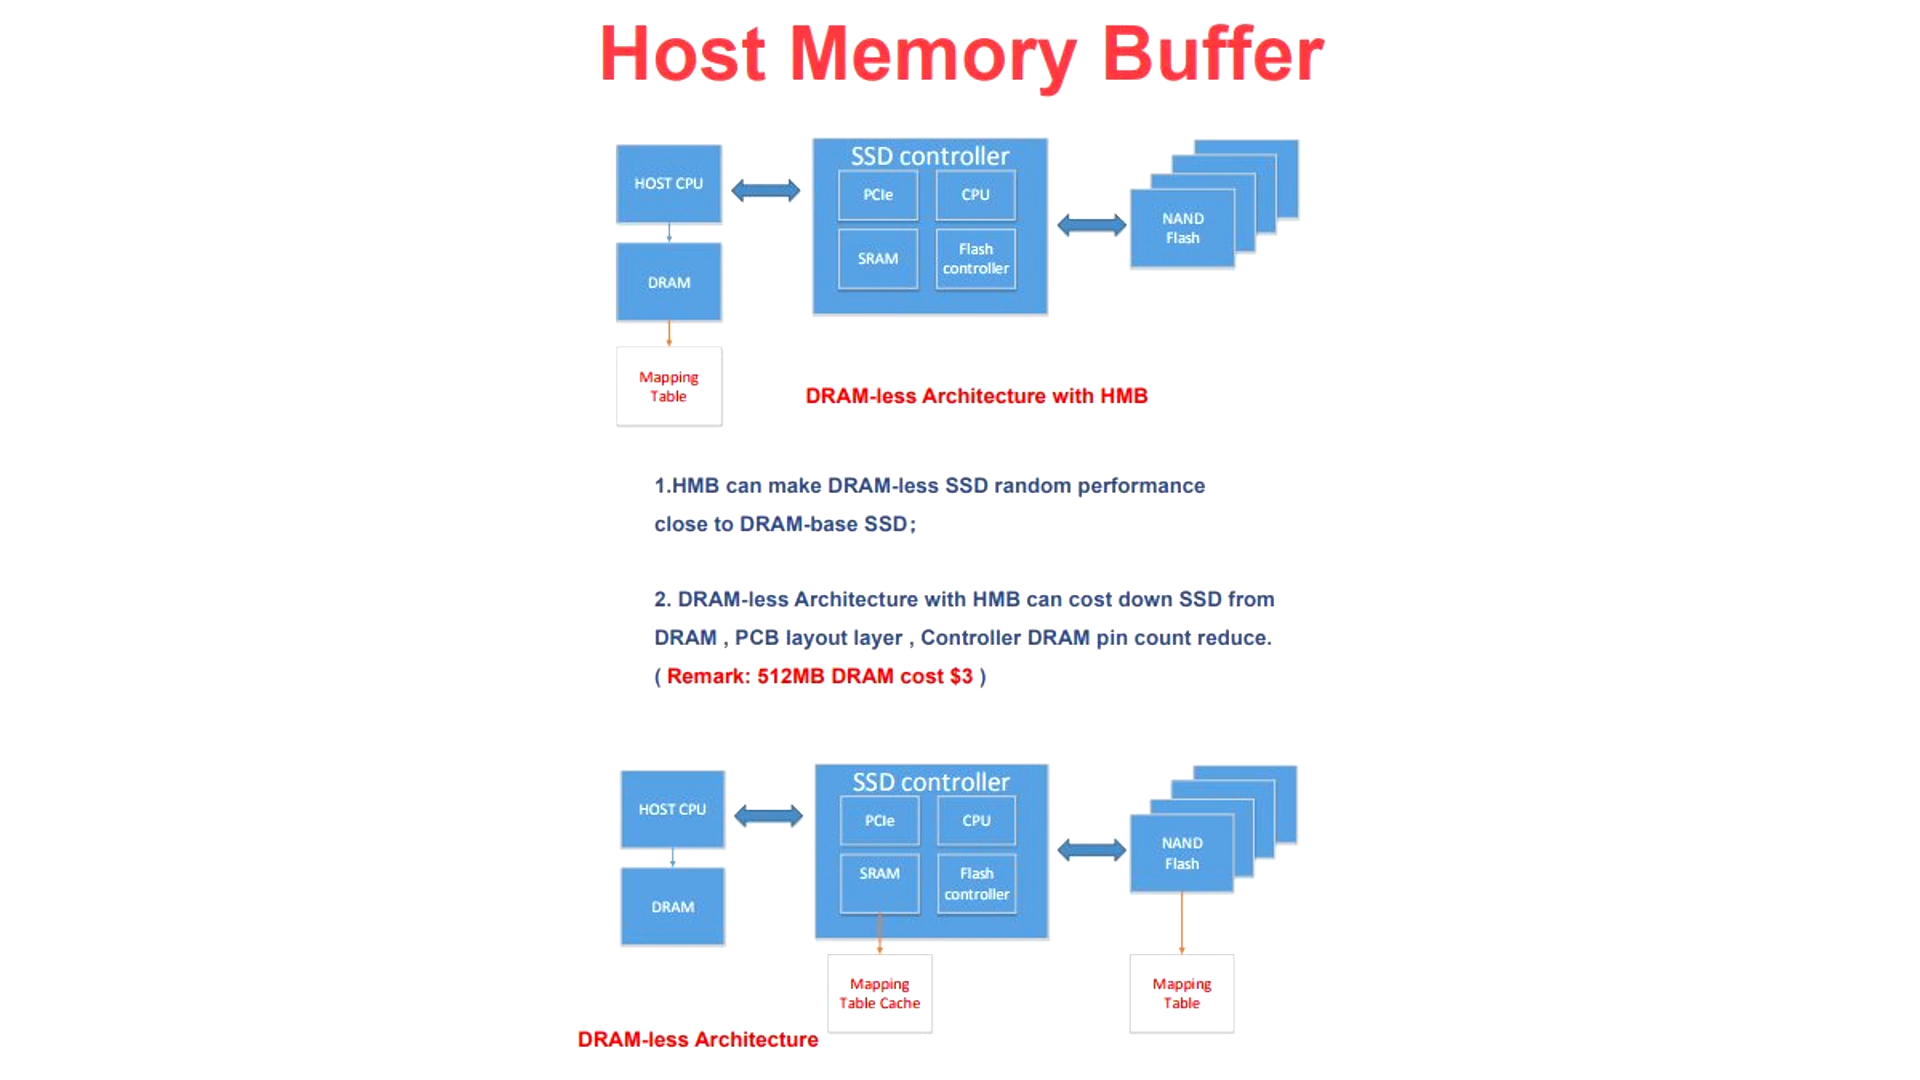 Host Memory Buffer
SSD controller
HOST CPU
PCIe
CPU
NAND
Flash
SRAM
Flash
controller
DRAM
Mapping
Table
DRAM-less Architecture with HMB
1.HMB can make DRAM-less SSD random performance
close to DRAM-base SSD;
2. DRAM-less Architecture with HMB can cost down SSD from
DRAM , PCB layout layer , Controller DRAM pin count reduce.
( Remark: 512MB DRAM cost $3 )
SSD controller
HOST CPU
PCIe
CPU
NAND
Flash
SRAM
Flash
controller
DRAM
Mapping
Table Cache
Mapping
Table
DRAM-less Architecture